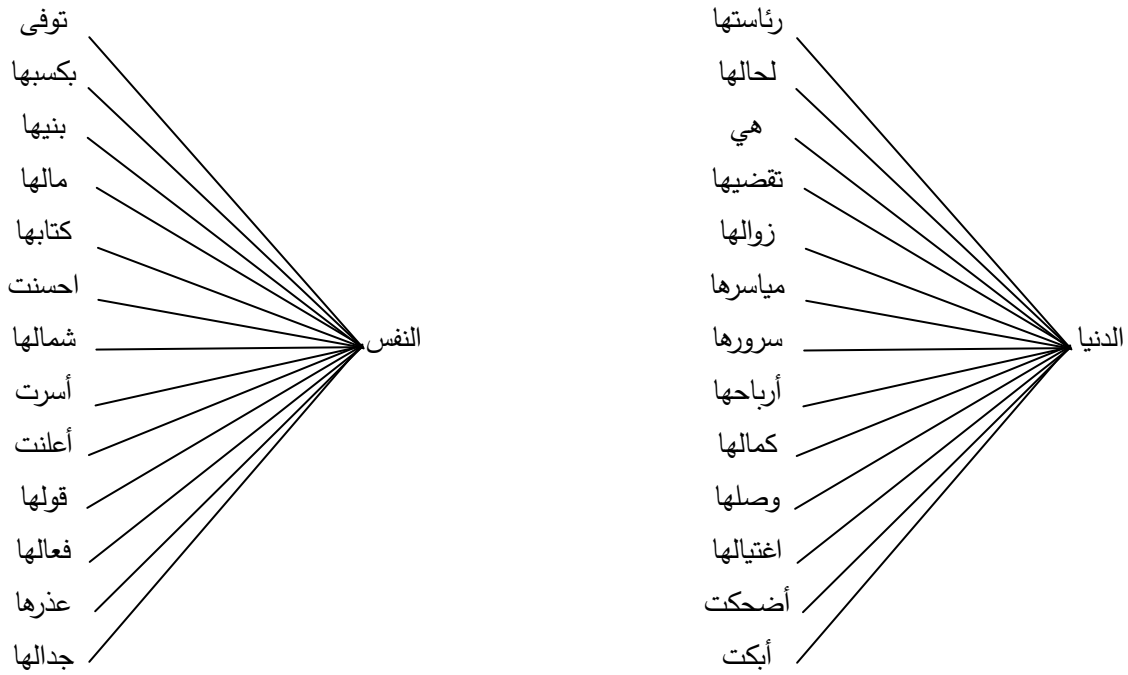 رئاستها توفى
لحالها بكسبها
هي بنيها
تقضيها مالها
زوالها كتابها
مياسرها احسنت
الدنيا سرورها النفس شمالها
أرباحها أسرت
كمالها أعلنت
وصلها قولها
اغتيالها فعالها
أضحكت عذرها
أبكت جدالها